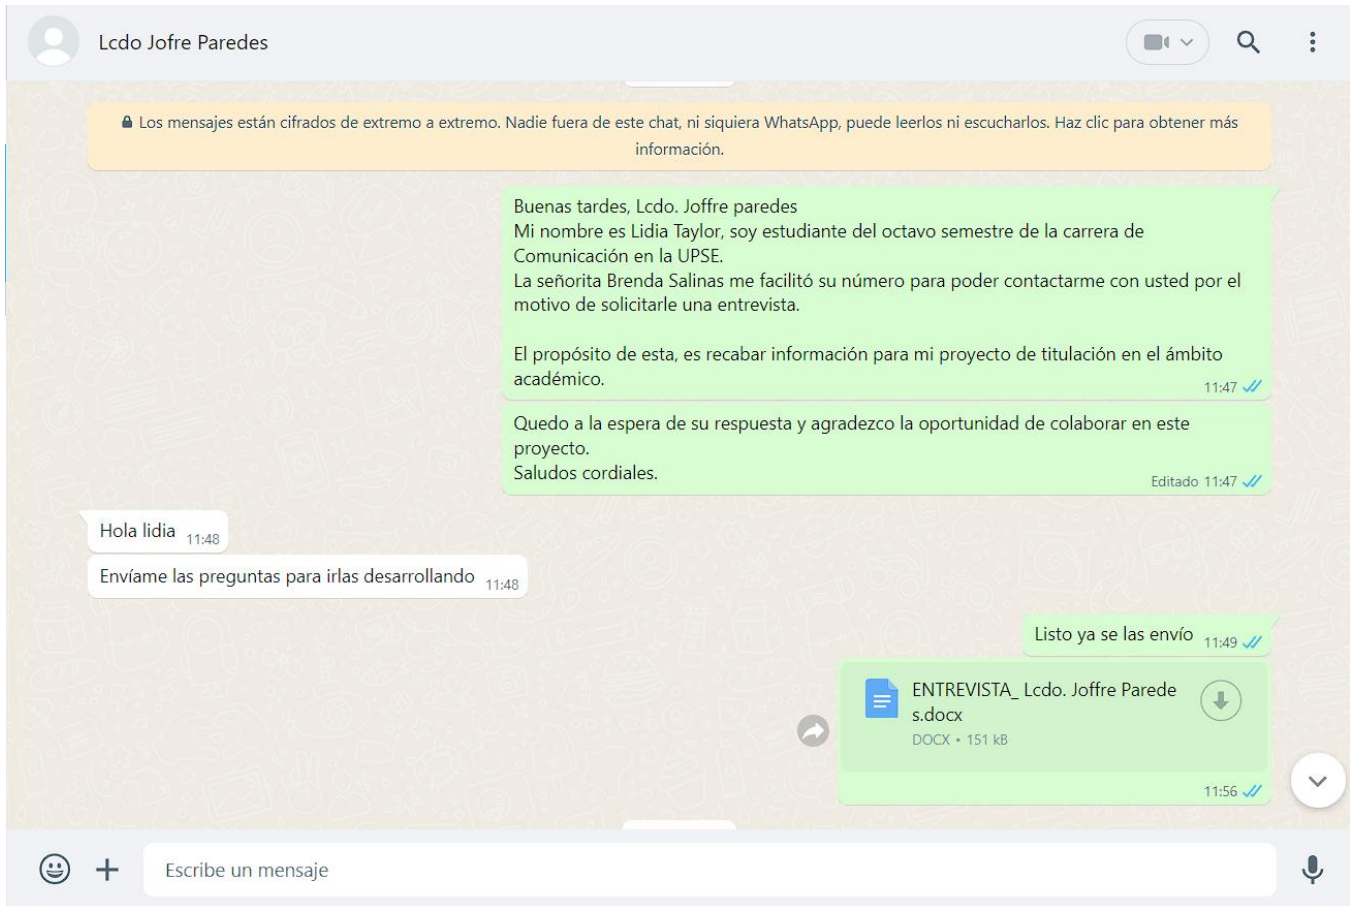 Lcdo Jofre Paredes
Los mensajes están cifrados de extremo a extremo. Nadie fuera de este chat, ni siquiera WhatsApp, puede leerlos ni escucharlos. Haz clic para obtener más
información.
Buenas tardes, Lcdo. Joffre paredes
Mi nombre es Lidia Taylor, soy estudiante del octavo semestre de la carrera de
Comunicación en la UPSE.
La señorita Brenda Salinas me facilitó su número para poder contactarme con usted por el
motivo de solicitarle una entrevista.
El propósito de esta, es recabar información para mi proyecto de titulación en el ámbito
académico.
11:47
Quedo a la espera de su respuesta y agradezco la oportunidad de colaborar en este
proyecto.
Saludos cordiales.
Editado 11:47
Hola lidia 11:48
Envíame las preguntas para irlas desarrollando 11:48
Listo ya se las envío 11:49
ENTREVISTA_ Lcdo. Joffre Parede
s.docx
DOCX • 151 kB
11:56
Escribe un mensaje